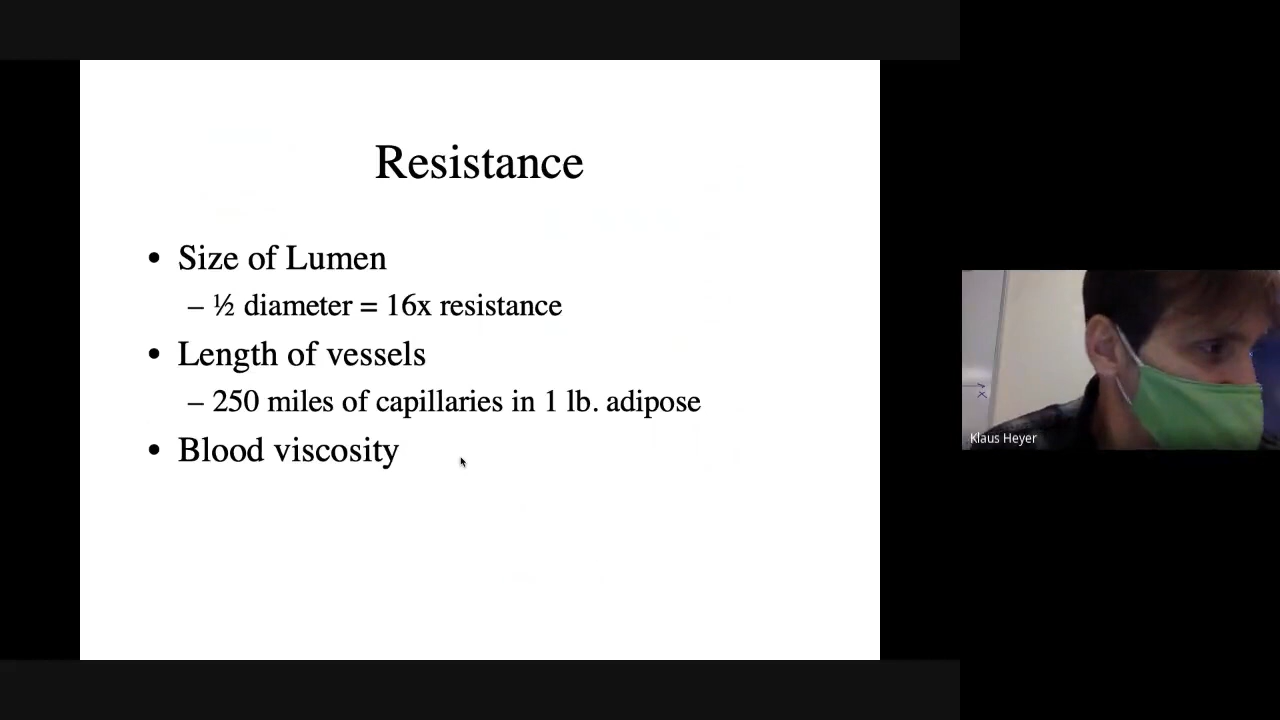 Resistance
• Size of Lumen
– ½ diameter = 16x resistance
• Length of vessels
– 250 miles of capillaries in 1 lb. adipose
• Blood viscosity
Klaus Heyer